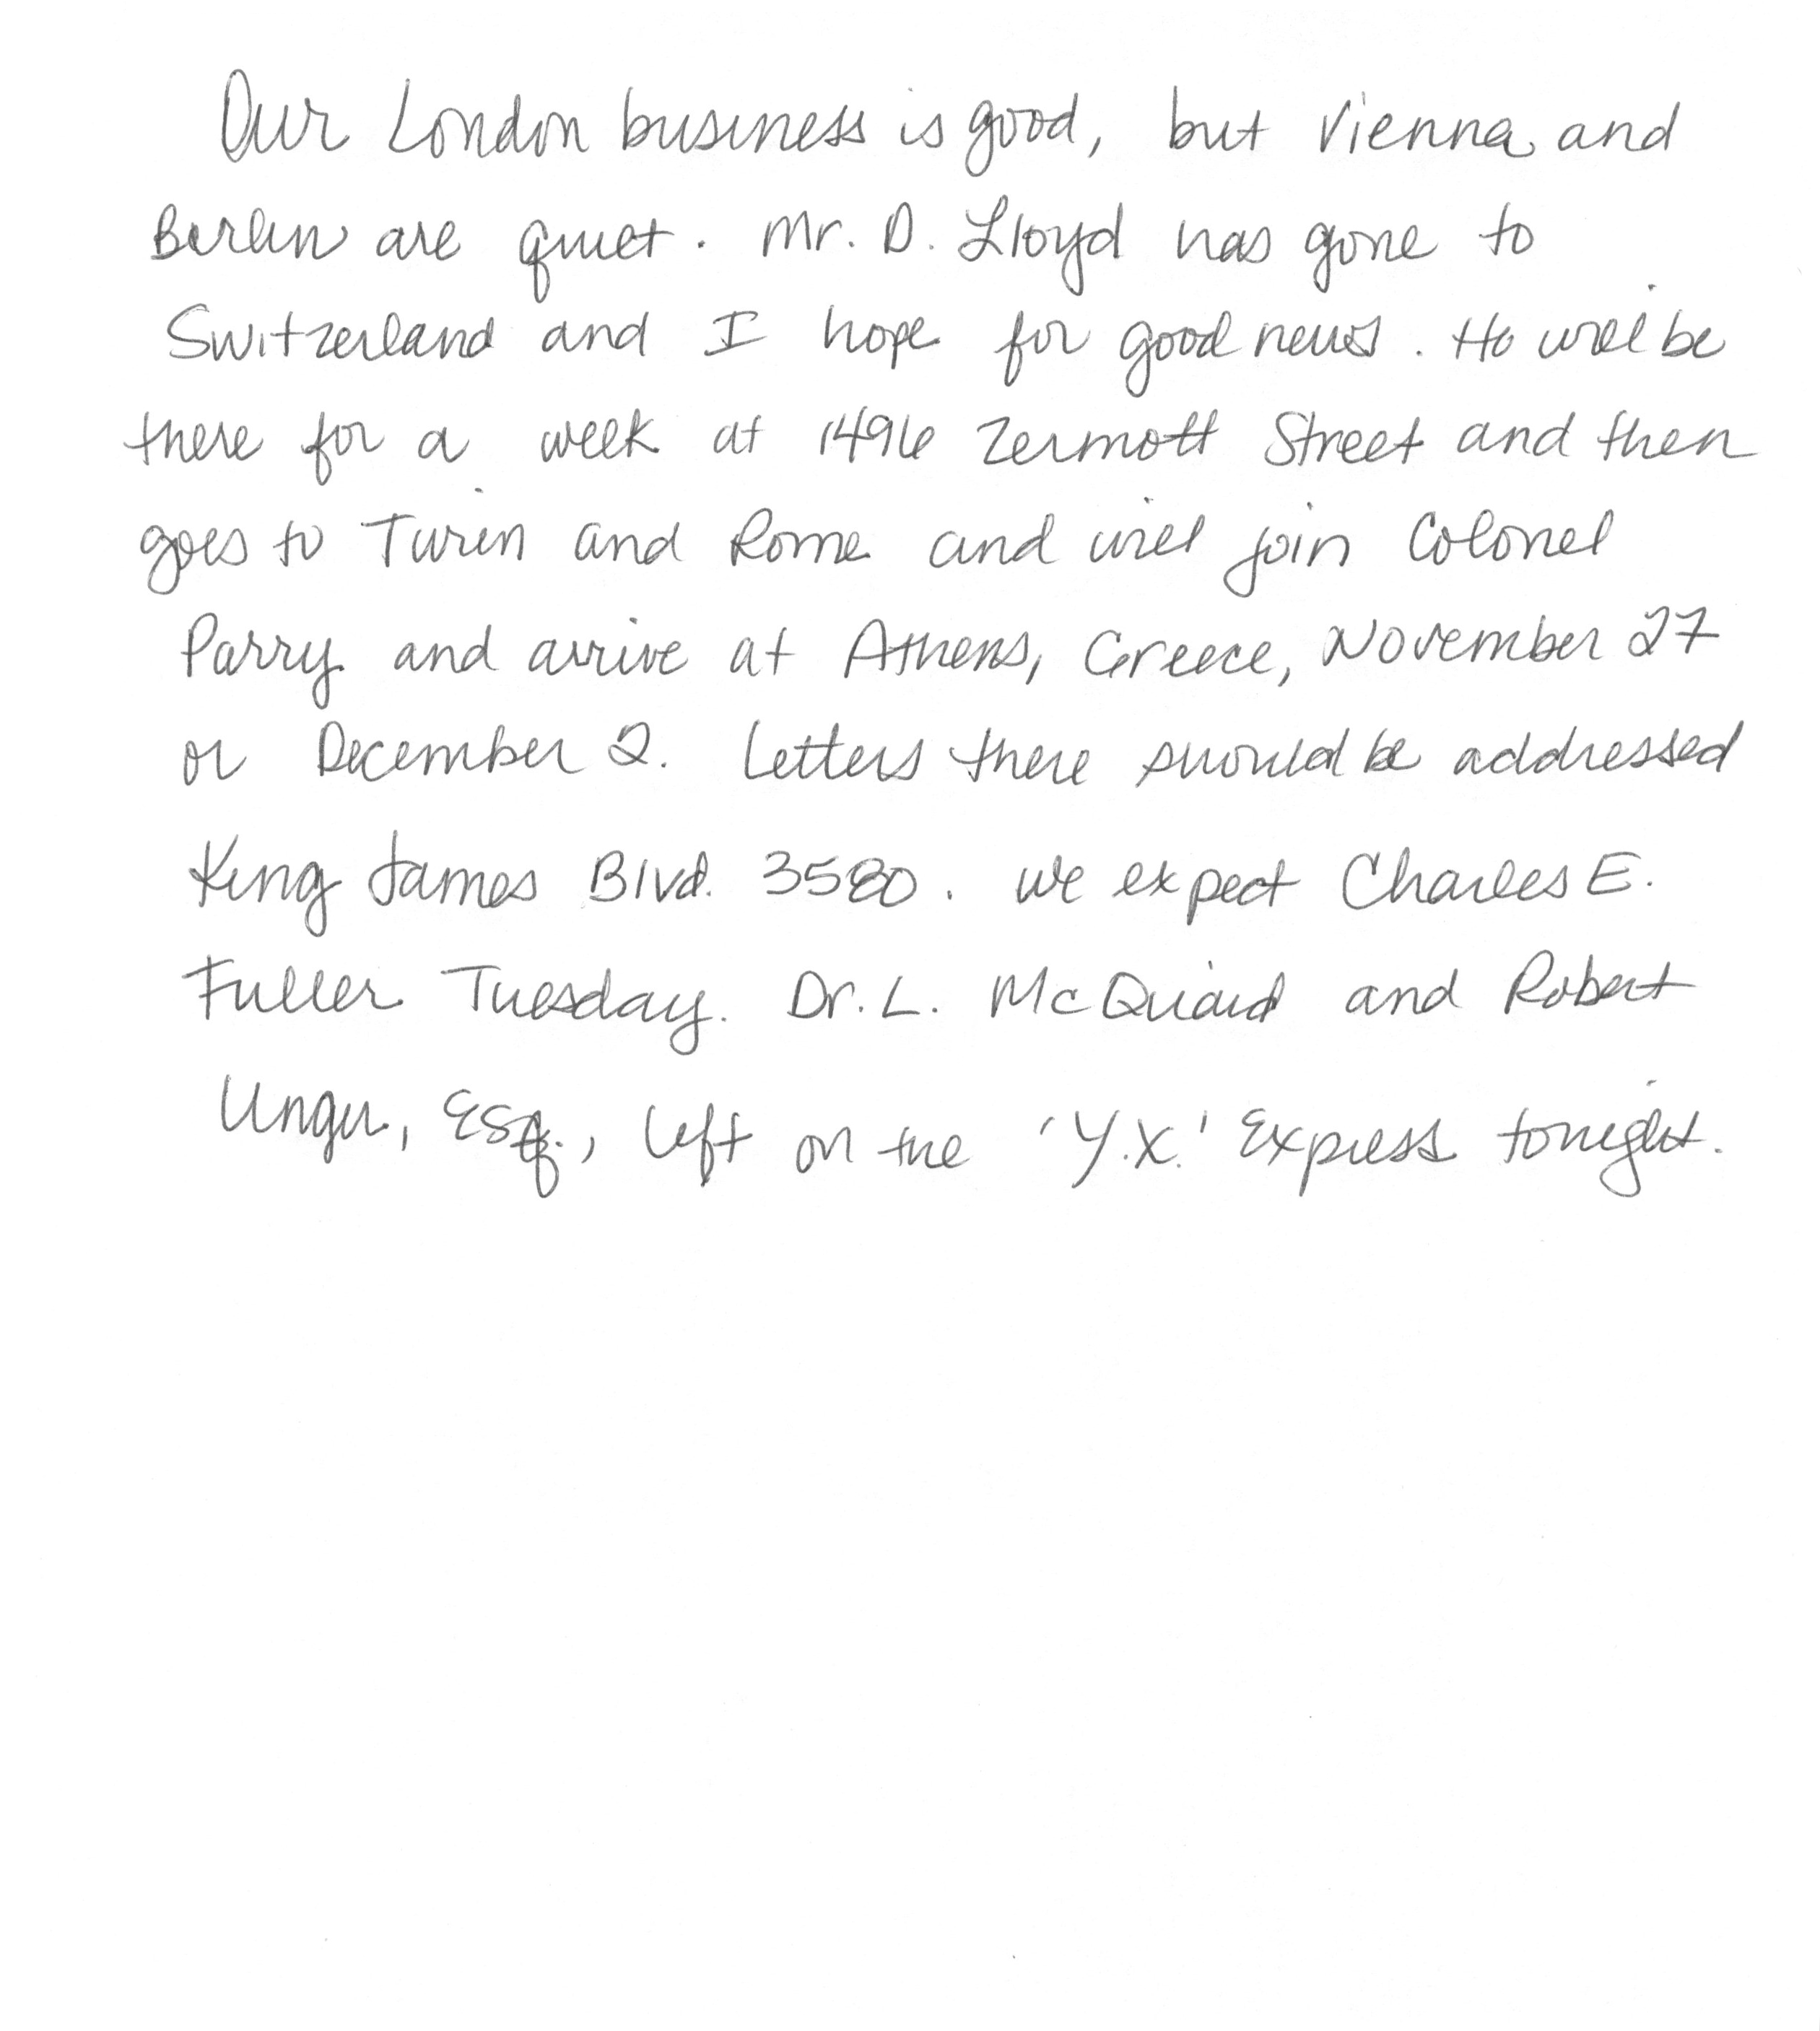 Our London business is good, but Vienna and
Berlin are quiet. Mr. D. Lloyd has gone to
Switzerland and I hope for good news. He will be
there for a week at 1496 Zermott Street and then
goes to Turin and Rome and will join Colonel
Parry and arrive at Athens, Greece, November 27
or December 2. Letters there should be addressed
King James Blvd. 3580. We expect Charles E.
Fuller Tuesday. Dr. L. McQuaid and Robert
Unger, Esq., left on the 'Y.X.' Express tonight.